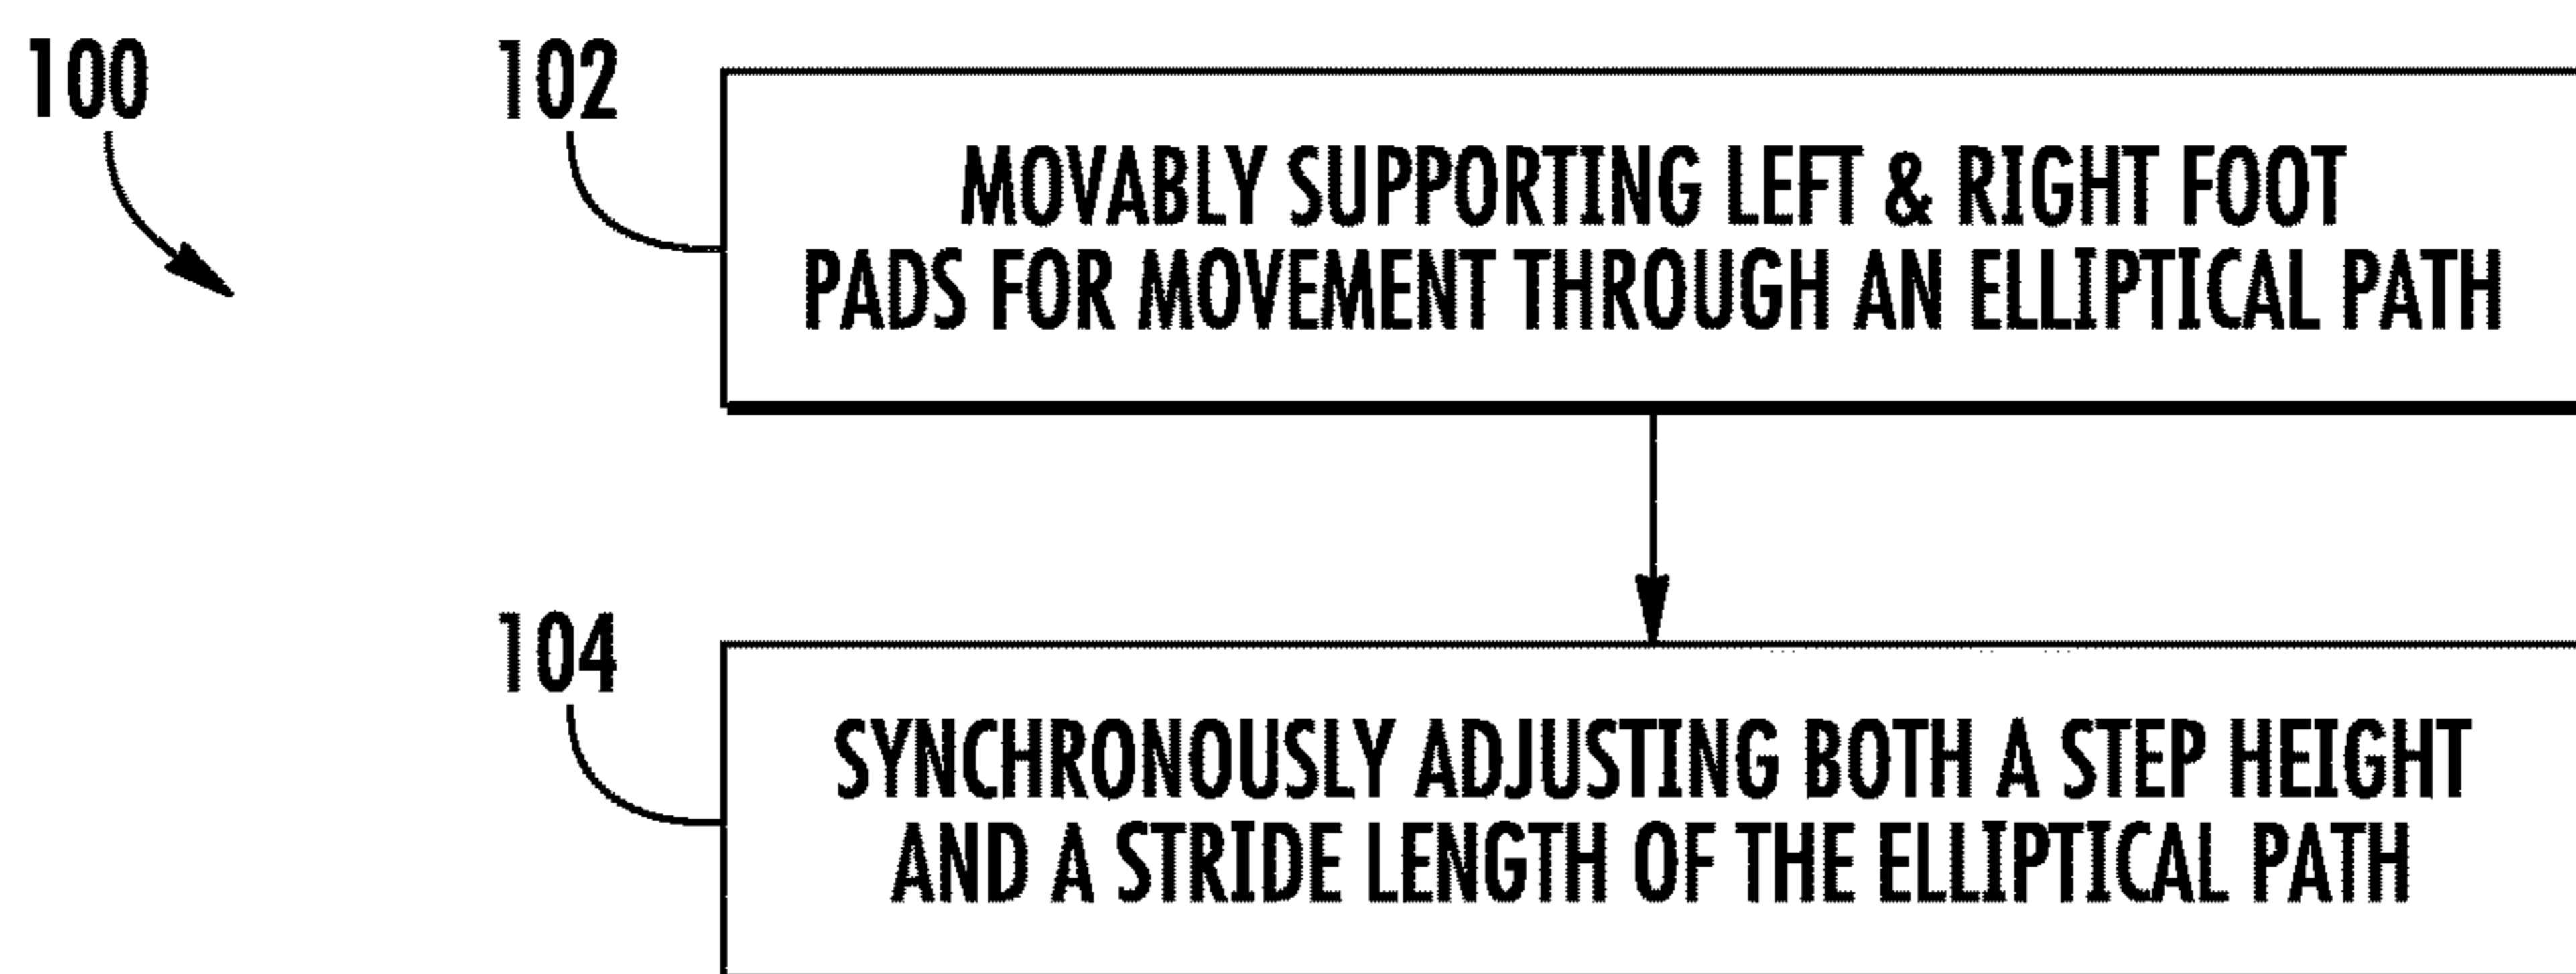 100
102
MOVABLY SUPPORTING LEFT & RIGHT FOOT
PADS FOR MOVEMENT THROUGH AN ELLIPTICAL PATH
104
SYNCHRONOUSLY ADJUSTING BOTH A STEP HEIGHT
AND A STRIDE LENGTH OF THE ELLIPTICAL PATH